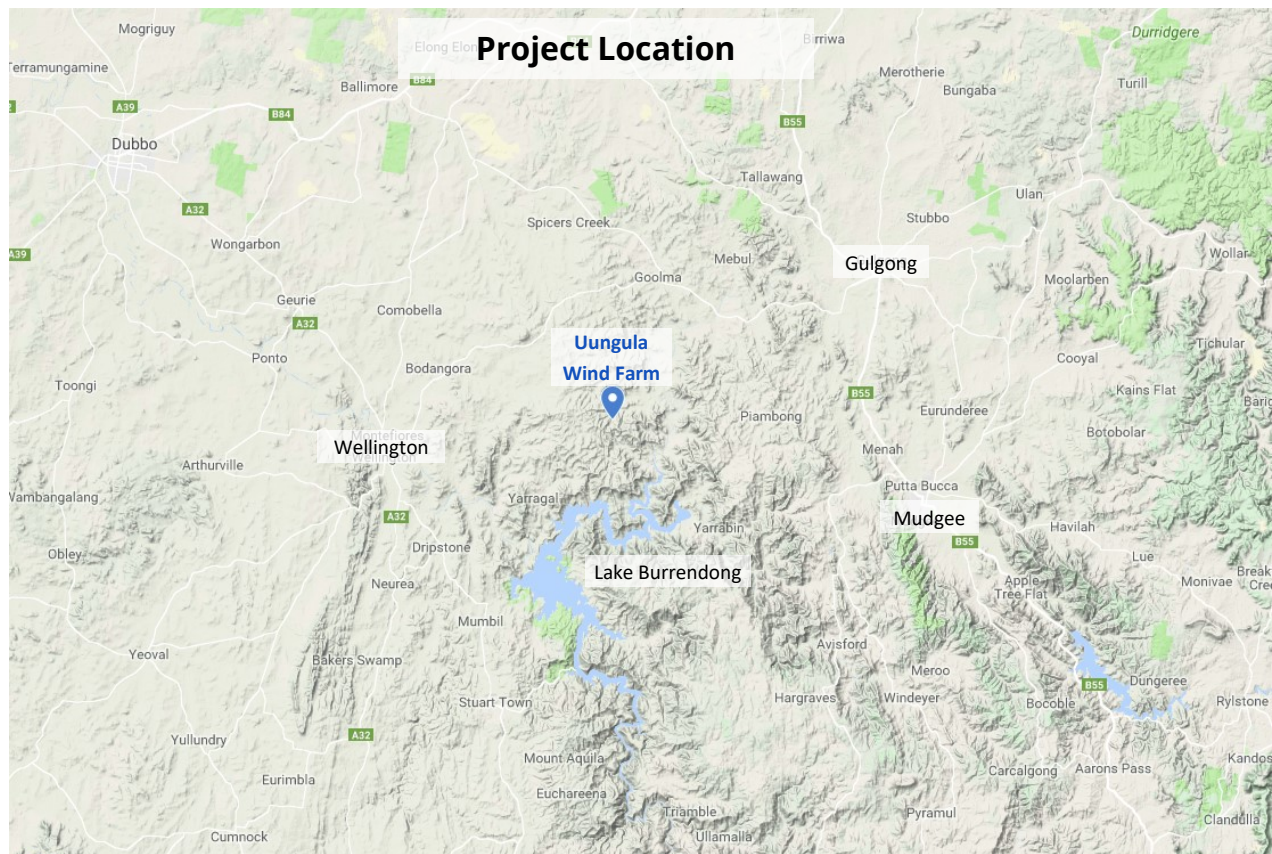 Project Location
Mogriguy
Elong Elon
Birriwa
Durridgere
Terramungamine
Merotherie
Turill
Ballimore
B84
Bungaba
A39
B84
B55
Dubbo
Tallawang
Ulan
A32
Spicers Creek
Stubbo
Wongarbon
A39
Mebul
Gulgong
Wollar
Goolma
Moolarben
Geurie
Comobella
A32
Uungula
Wind Farm
Tichular
Ponto
Bodangora
Cooyal
Toongi
B55
Kains Flat
Piambong
Eurunderee
Botobolar
Wellington
Menah
Arthurville
Putta Bucca
Wambangalang
Yarragal
A32
Mudgee
Yarrabin
Havilah
B55
Obley
Dripstone
Lue
Lake Burrendong
Neurea
Apple
Tree Flat
Monivae
Mumbil
Avisford
Yeoval
Bakers Swamp
Meroo
Dungeree
B55
Stuart Town
Hargraves
Windeyer
Bocoble
Rylstone
Yullundry
A32
Mount Aquila
Carcalgong
Aarons Pass
Kandos
Eurimbla
Euchareena
Triamble
Pyramul
Clandulla
Cumnock
Ullamalla